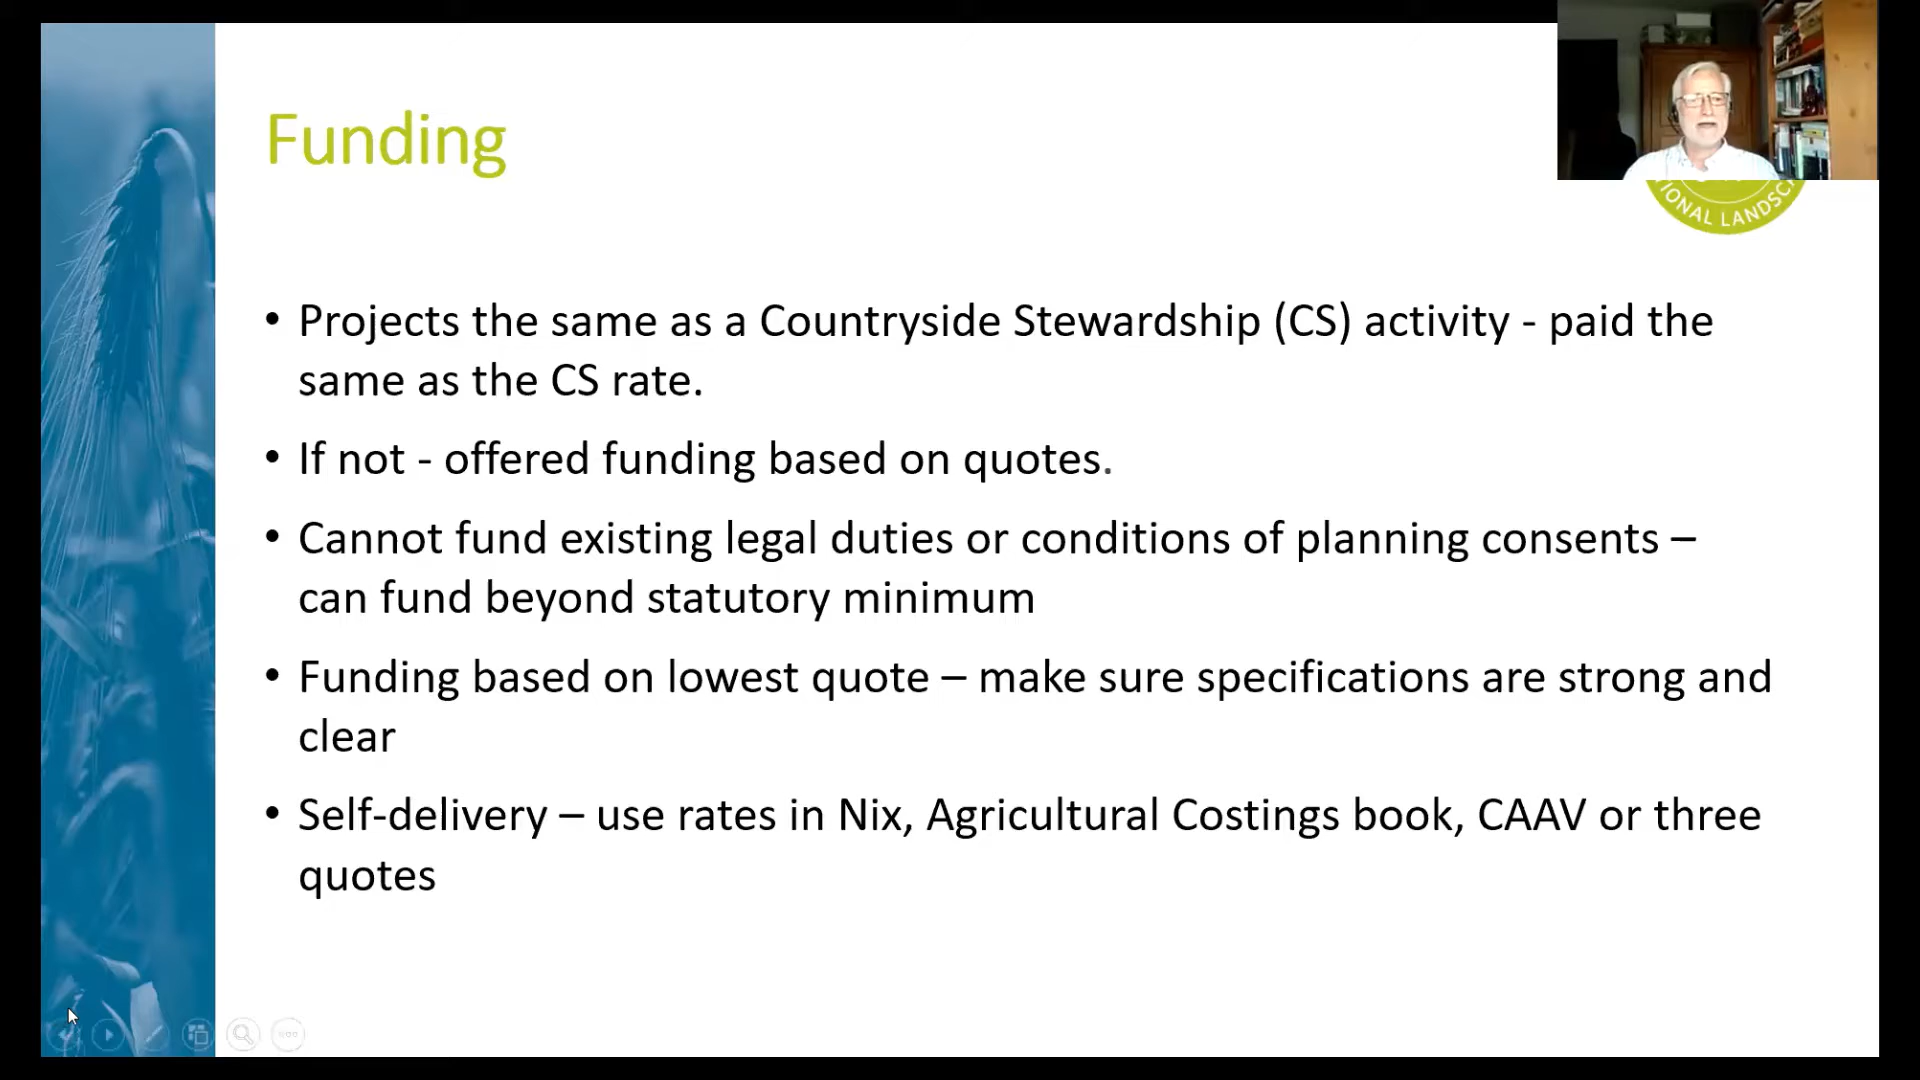 Funding
IONAL LANDSC
• Projects the same as a Countryside Stewardship (CS) activity - paid the
same as the CS rate.
• If not - offered funding based on quotes.
• Cannot fund existing legal duties or conditions of planning consents –
can fund beyond statutory minimum
• Funding based on lowest quote – make sure specifications are strong and
clear
• Self-delivery – use rates in Nix, Agricultural Costings book, CAAV or three
quotes